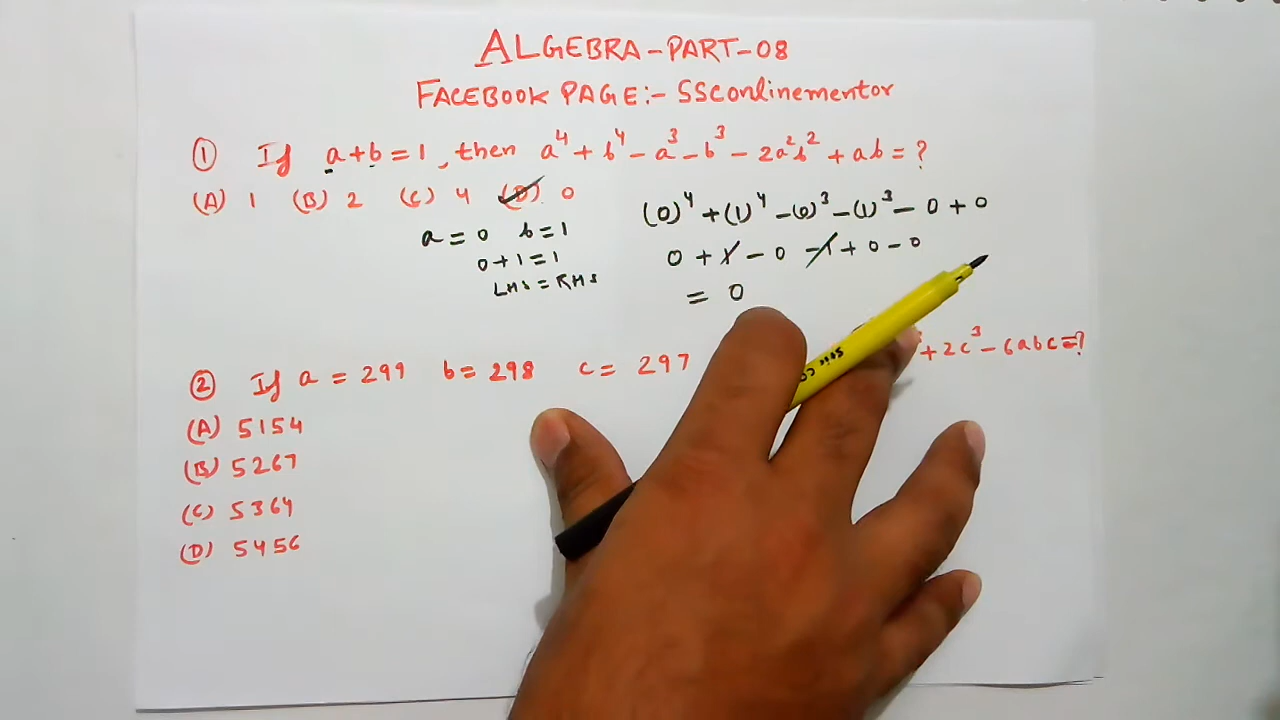 ALGEBRA-PART-08
FACEBOOK PAGE:- SSConlinementor
① If a+b=1, then a⁴+b⁴-a³-b³-2a²b²+ab=?
(A) 1 (B) 2 (C) 4 (D) 0
(0)⁴+(1)⁴-(0)³-(1)³-0+0
a=0 b=1
0+1-0-1+0-0
0+1=1
LHS=RHS
=0
② If a=299 b=298 c=297 +2c³-6abc=?
(A) 5154
(B) 5267
(C) 5364
(D) 5456